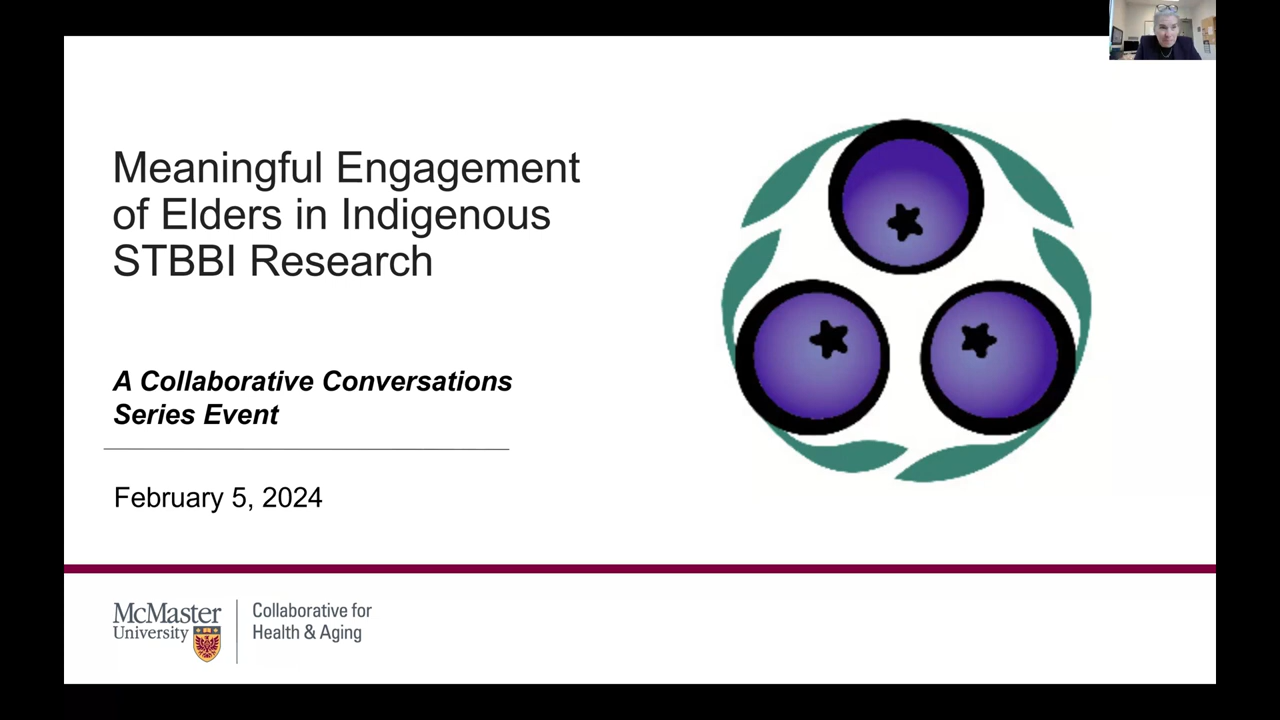 Meaningful Engagement
of Elders in Indigenous
STBBI Research
A Collaborative Conversations
Series Event
February 5, 2024
McMaster
University
Collaborative for
Health & Aging